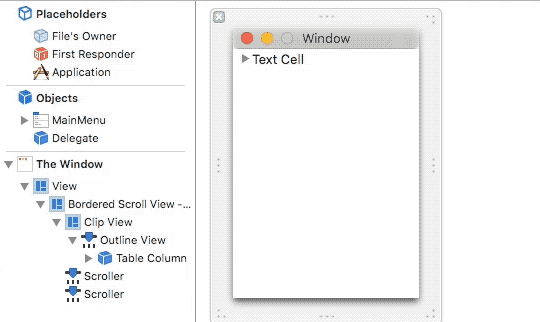 Placeholders
File's Owner
First Responder
Application
Objects
MainMenu
Delegate
The Window
View
Bordered Scroll View -...
Clip View
Outline View
Table Column
Scroller
Scroller
Window
Text Cell